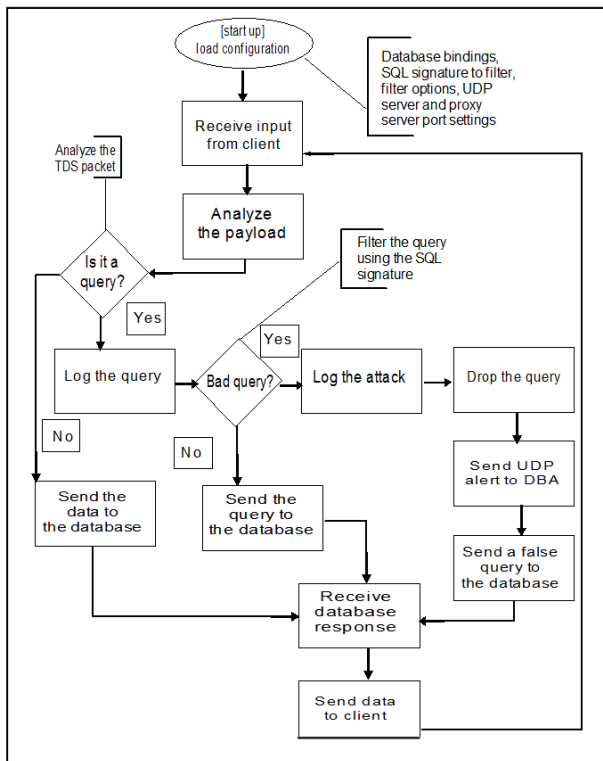 [start up]
load configuration
Database bindings,
SQL signature to filter,
filter options, UDP
server and proxy
server port settings
Receive input
from client
Analyze the
TDS packet
Analyze
the payload
Filter the query
using the SQL
signature
Is it a
query?
Yes
Yes
Log the query
Bad query?
Log the attack
Drop the query
No
No
Send UDP
alert to DBA
Send the
data to
the database
Send the
query to
the database
Send a false
query to
the database
Receive
database
response
Send data
to client